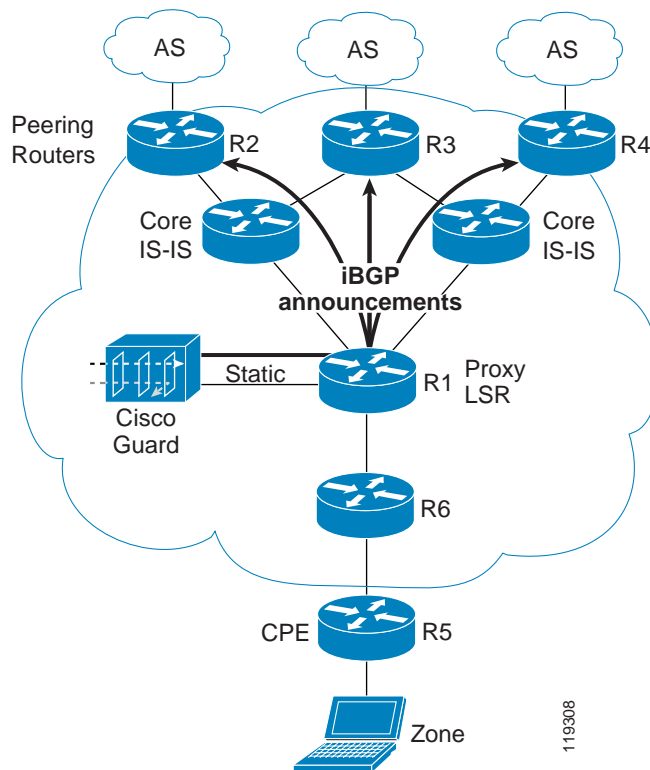 AS
AS
AS
Peering
Routers
R2
R3
R4
Core
IS-IS
Core
IS-IS
iBGP
announcements
Static
R1
Proxy
LSR
Cisco
Guard
R6
CPE
R5
Zone
119308